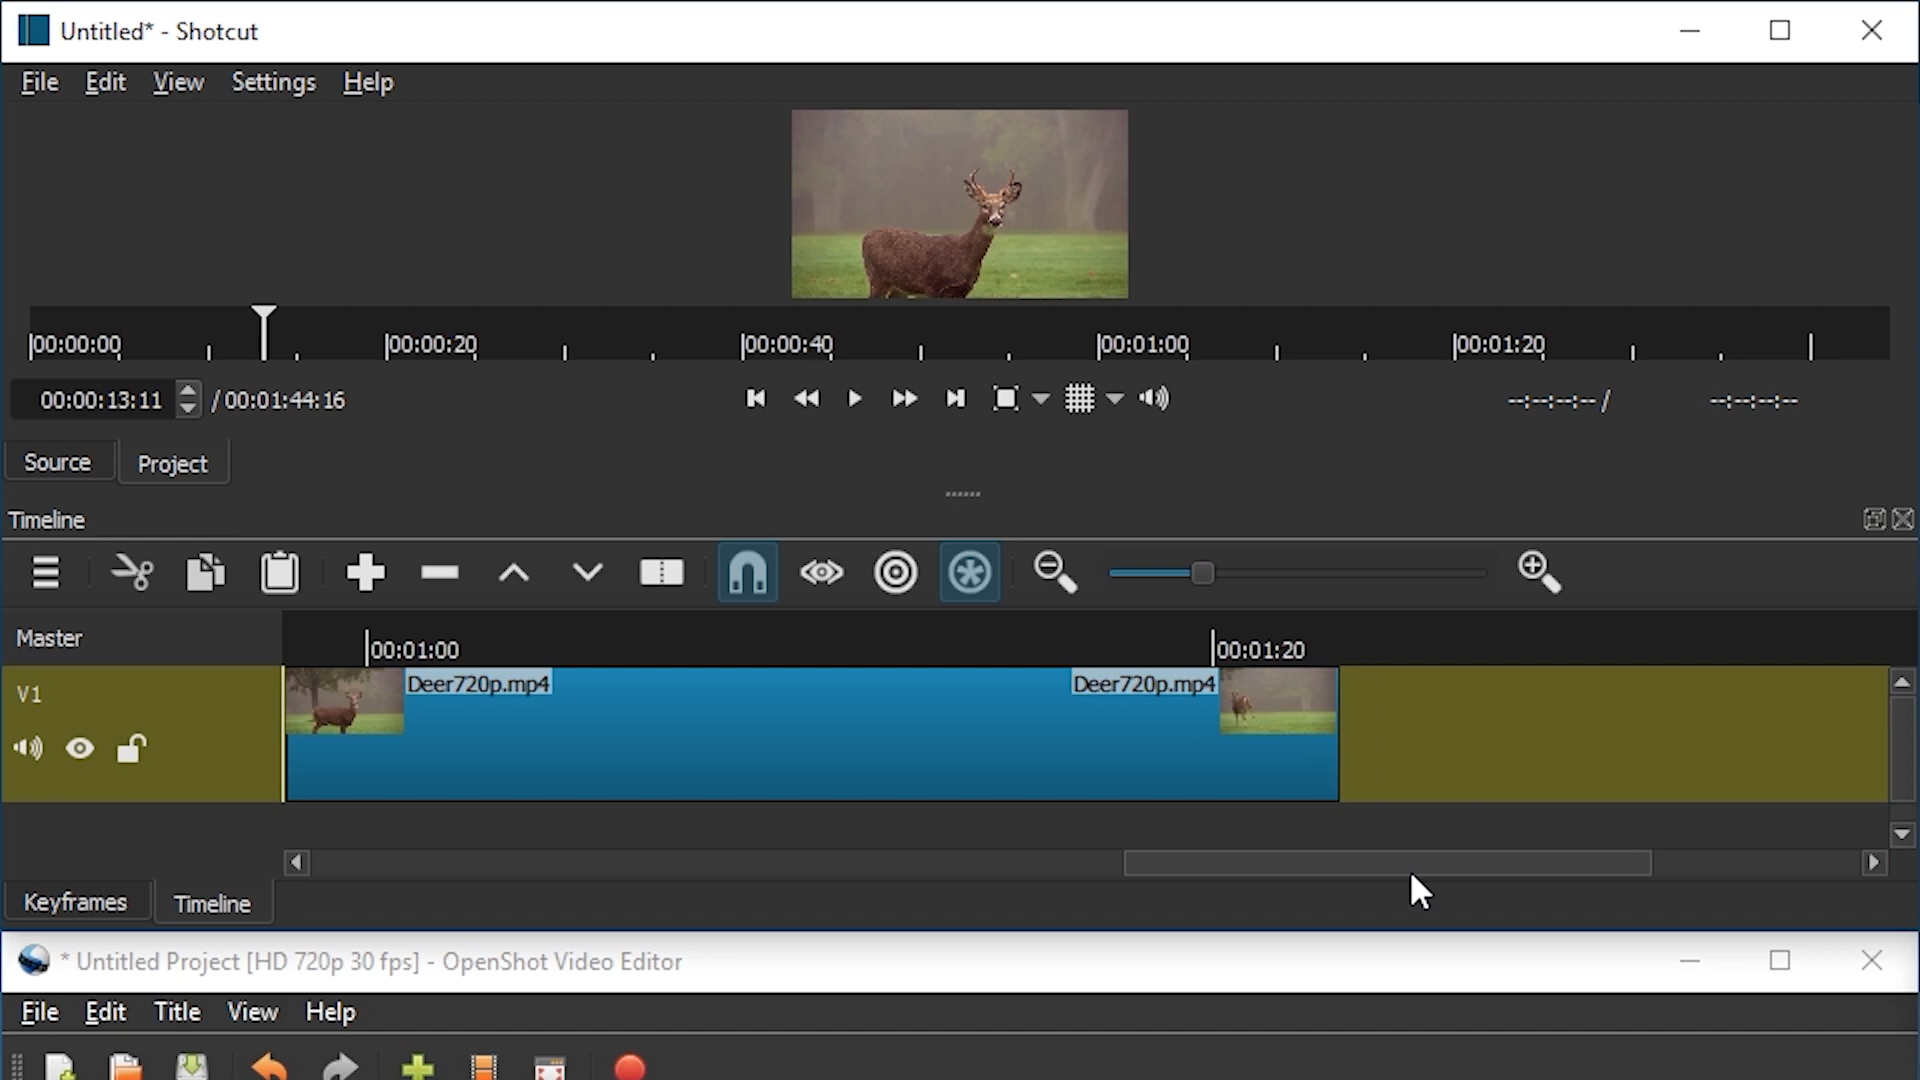 Untitled* - Shotcut
File Edit View Settings Help
00:00:00 00:00:20 00:00:40 00:01:00 00:01:20
00:00:13:11 / 00:01:44:16 --:--:--:-- / --:--:--:--
Source Project
Timeline
Master 00:01:00 00:01:20
V1 Deer720p.mp4 Deer720p.mp4
Keyframes Timeline
* Untitled Project [HD 720p 30 fps] - OpenShot Video Editor
File Edit Title View Help